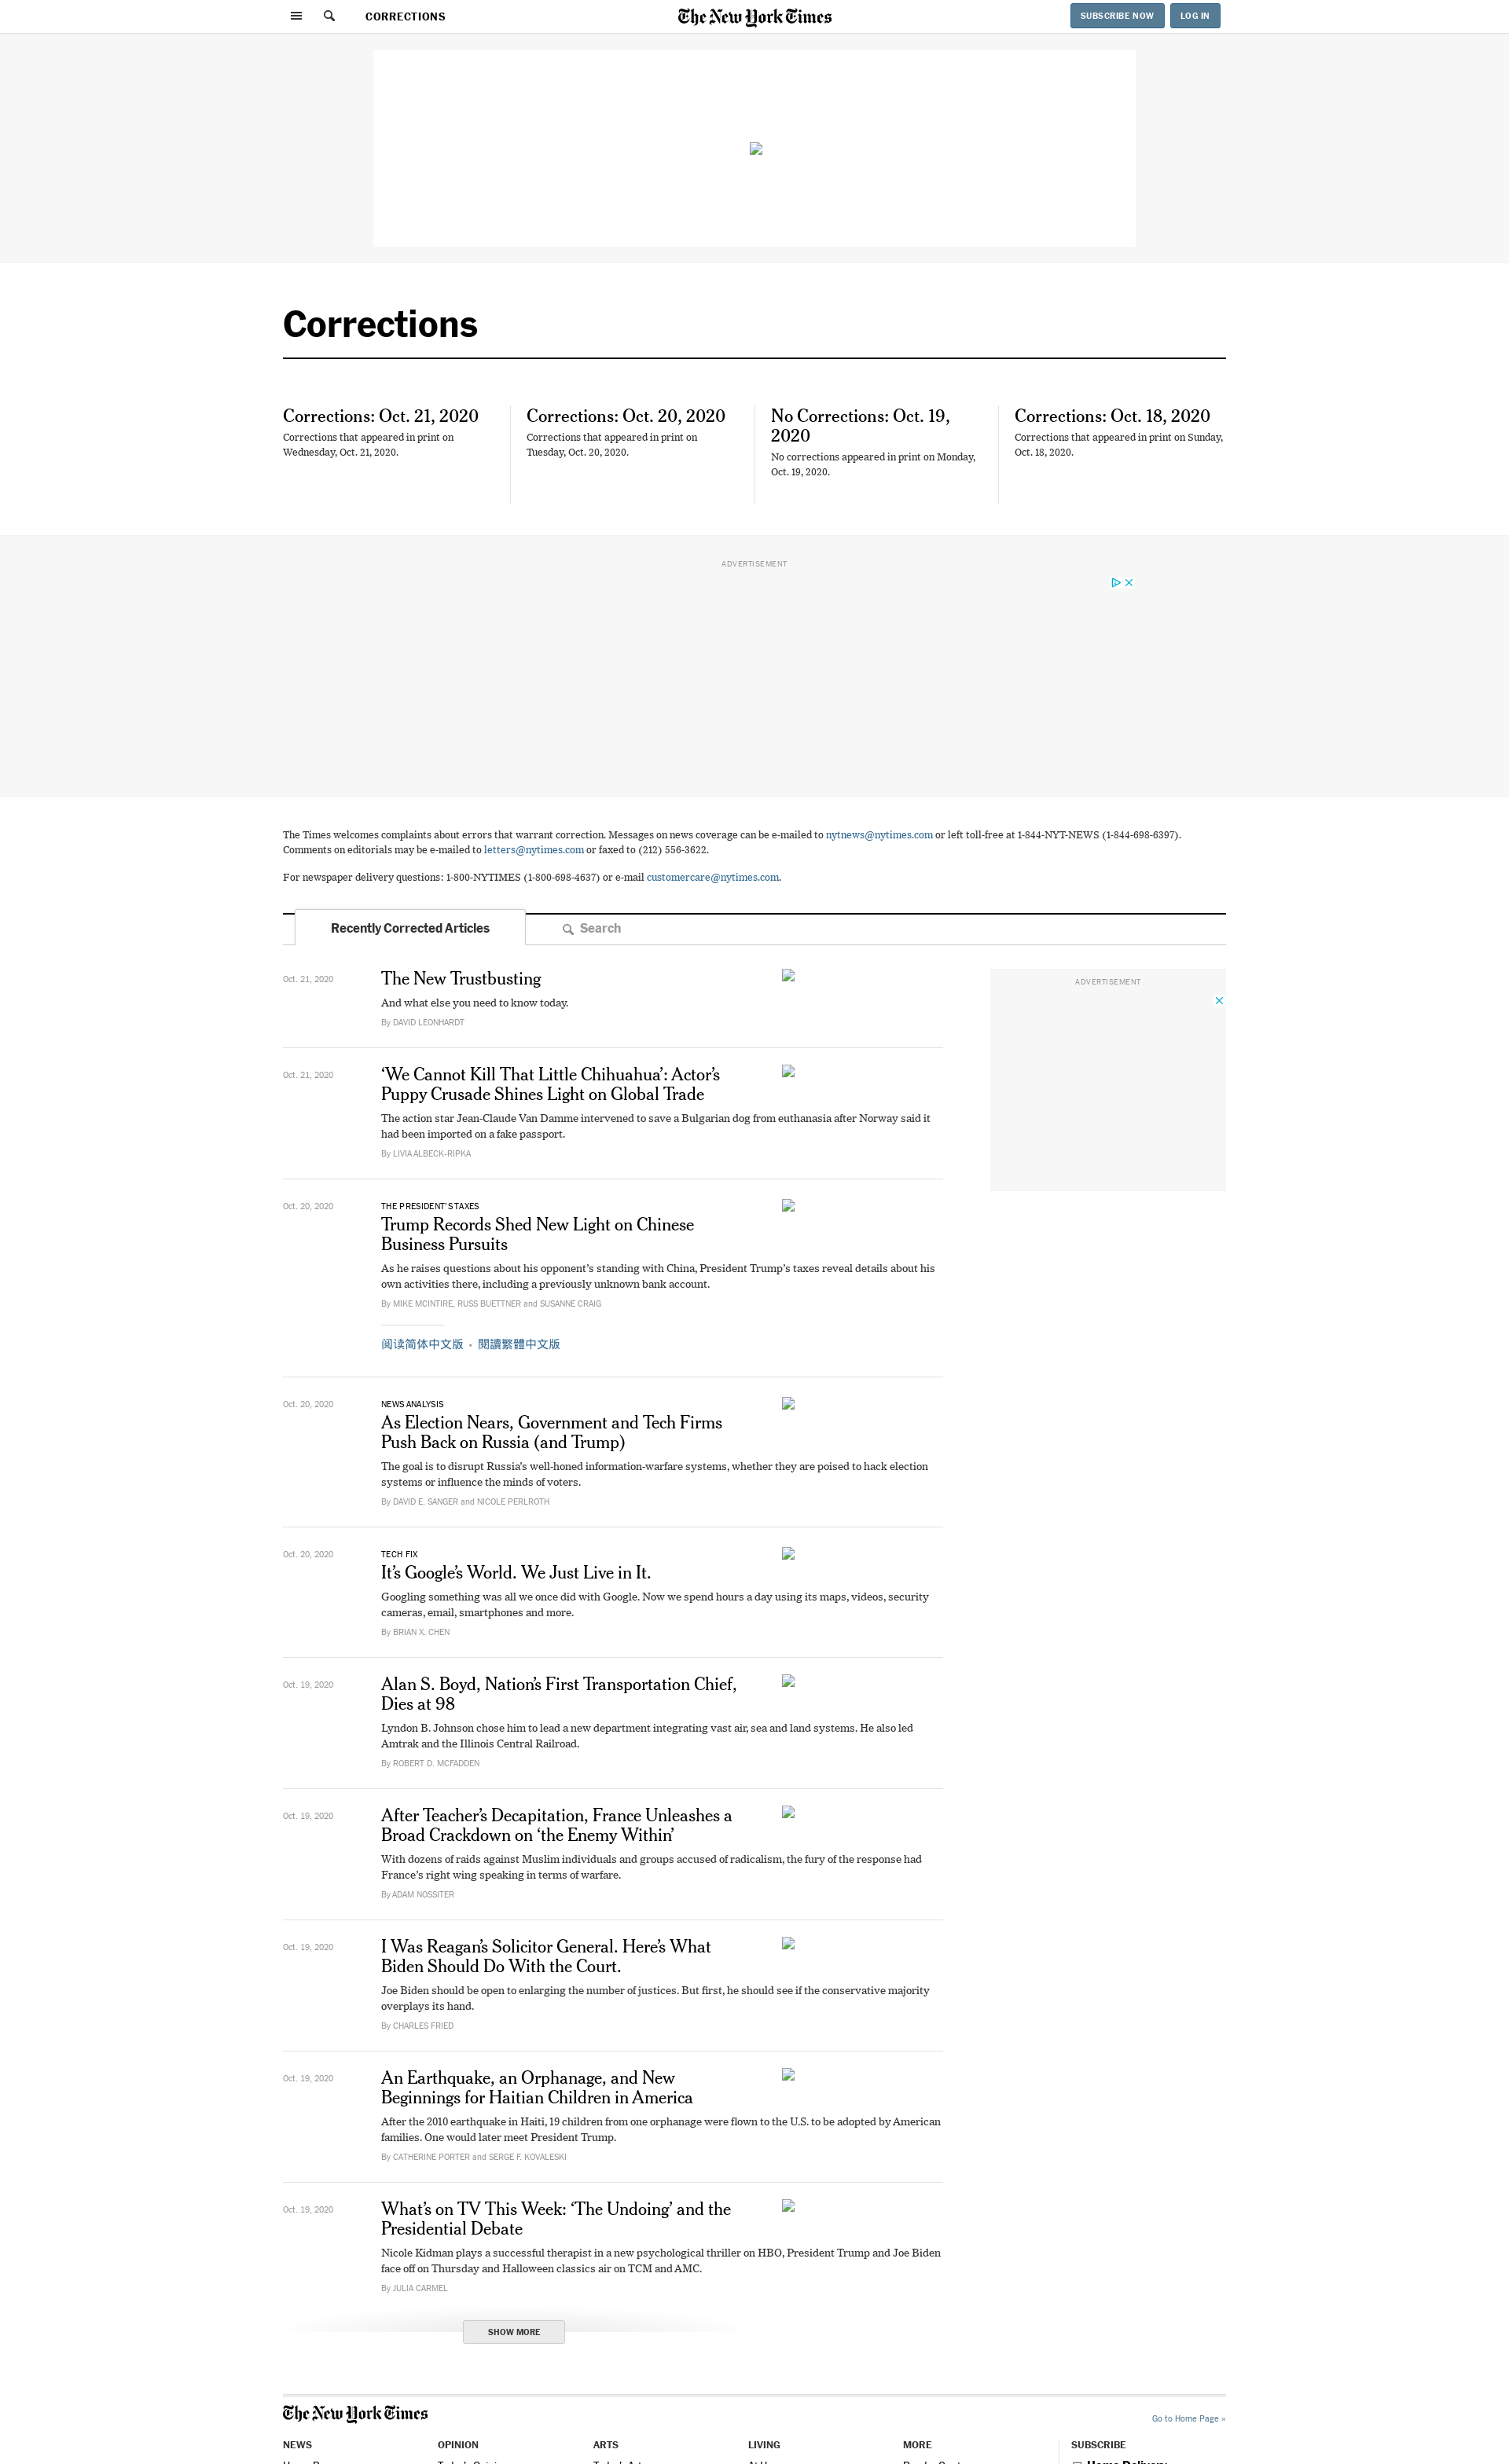 CORRECTIONS
The New York Times
SUBSCRIBE NOW
LOG IN
Corrections
Corrections: Oct. 21, 2020
Corrections that appeared in print on
Wednesday, Oct. 21, 2020.
Corrections: Oct. 20, 2020
Corrections that appeared in print on
Tuesday, Oct. 20, 2020.
No Corrections: Oct. 19,
2020
No corrections appeared in print on Monday,
Oct. 19, 2020.
Corrections: Oct. 18, 2020
Corrections that appeared in print on Sunday,
Oct. 18, 2020.
ADVERTISEMENT
The Times welcomes complaints about errors that warrant correction. Messages on news coverage can be e-mailed to nytnews@nytimes.com or left toll-free at 1-844-NYT-NEWS (1-844-698-6397).
Comments on editorials may be e-mailed to letters@nytimes.com or faxed to (212) 556-3622.
For newspaper delivery questions: 1-800-NYTIMES (1-800-698-4637) or e-mail customercare@nytimes.com.
Recently Corrected Articles
Search
ADVERTISEMENT
Oct. 21, 2020
The New Trustbusting
And what else you need to know today.
By DAVID LEONHARDT
Oct. 21, 2020
‘We Cannot Kill That Little Chihuahua’: Actor’s
Puppy Crusade Shines Light on Global Trade
The action star Jean-Claude Van Damme intervened to save a Bulgarian dog from euthanasia after Norway said it
had been imported on a fake passport.
By LIVIA ALBECK-RIPKA
Oct. 20, 2020
THE PRESIDENT’S TAXES
Trump Records Shed New Light on Chinese
Business Pursuits
As he raises questions about his opponent’s standing with China, President Trump’s taxes reveal details about his
own activities there, including a previously unknown bank account.
By MIKE MCINTIRE, RUSS BUETTNER and SUSANNE CRAIG
阅读简体中文版 • 閱讀繁體中文版
Oct. 20, 2020
NEWS ANALYSIS
As Election Nears, Government and Tech Firms
Push Back on Russia (and Trump)
The goal is to disrupt Russia’s well-honed information-warfare systems, whether they are poised to hack election
systems or influence the minds of voters.
By DAVID E. SANGER and NICOLE PERLROTH
Oct. 20, 2020
TECH FIX
It’s Google’s World. We Just Live in It.
Googling something was all we once did with Google. Now we spend hours a day using its maps, videos, security
cameras, email, smartphones and more.
By BRIAN X. CHEN
Oct. 19, 2020
Alan S. Boyd, Nation’s First Transportation Chief,
Dies at 98
Lyndon B. Johnson chose him to lead a new department integrating vast air, sea and land systems. He also led
Amtrak and the Illinois Central Railroad.
By ROBERT D. MCFADDEN
Oct. 19, 2020
After Teacher’s Decapitation, France Unleashes a
Broad Crackdown on ‘the Enemy Within’
With dozens of raids against Muslim individuals and groups accused of radicalism, the fury of the response had
France’s right wing speaking in terms of warfare.
By ADAM NOSSITER
Oct. 19, 2020
I Was Reagan’s Solicitor General. Here’s What
Biden Should Do With the Court.
Joe Biden should be open to enlarging the number of justices. But first, he should see if the conservative majority
overplays its hand.
By CHARLES FRIED
Oct. 19, 2020
An Earthquake, an Orphanage, and New
Beginnings for Haitian Children in America
After the 2010 earthquake in Haiti, 19 children from one orphanage were flown to the U.S. to be adopted by American
families. One would later meet President Trump.
By CATHERINE PORTER and SERGE F. KOVALESKI
Oct. 19, 2020
What’s on TV This Week: ‘The Undoing’ and the
Presidential Debate
Nicole Kidman plays a successful therapist in a new psychological thriller on HBO, President Trump and Joe Biden
face off on Thursday and Halloween classics air on TCM and AMC.
By JULIA CARMEL
SHOW MORE
The New York Times
Go to Home Page »
NEWS
OPINION
ARTS
LIVING
MORE
SUBSCRIBE